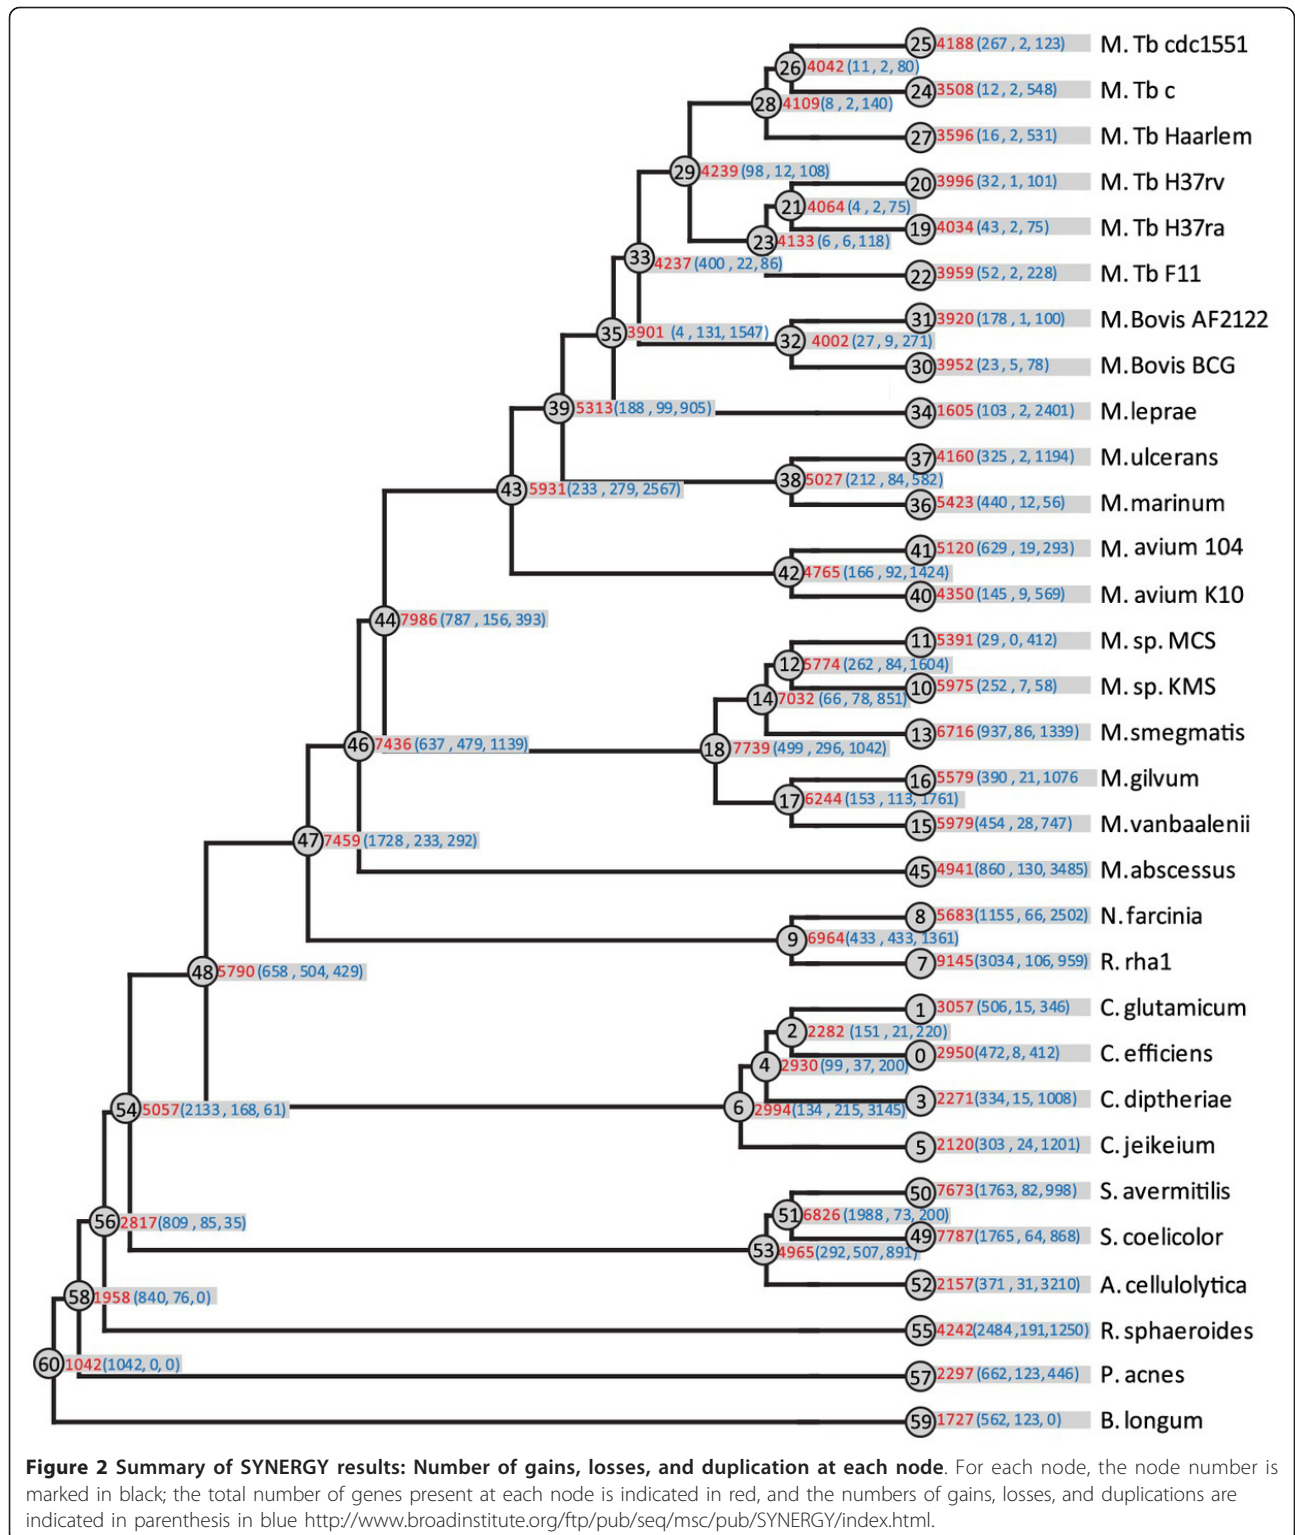 25 4188 (267, 2, 123) M. Tb cdc1551
26 4042 (11, 2, 80)
24 3508 (12, 2, 548) M. Tb c
28 4109 (8, 2, 140)
27 3596 (16, 2, 531) M. Tb Haarlem
29 4239 (98, 12, 108)
20 3996 (32, 1, 101) M. Tb H37rv
21 4064 (4, 2, 75)
19 4034 (43, 2, 75) M. Tb H37ra
23 4133 (6, 6, 118)
33 4237 (400, 22, 86)
22 3959 (52, 2, 228) M. Tb F11
31 3920 (178, 1, 100) M.Bovis AF2122
35 3901 (4, 131, 1547)
32 4002 (27, 9, 271)
30 3952 (23, 5, 78) M.Bovis BCG
39 5313 (188, 99, 905)
34 1605 (103, 2, 2401) M.leprae
37 4160 (325, 2, 1194) M.ulcerans
38 5027 (212, 84, 582)
43 5931 (233, 279, 2567)
36 5423 (440, 12, 56) M.marinum
41 5120 (629, 19, 293) M. avium 104
42 4765 (166, 92, 1424)
40 4350 (145, 9, 569) M. avium K10
44 7986 (787, 156, 393)
11 5391 (29, 0, 412) M. sp. MCS
12 5774 (262, 84, 1604)
10 5975 (252, 7, 58) M. sp. KMS
14 7032 (66, 78, 851)
13 6716 (937, 86, 1339) M.smegmatis
46 7436 (637, 479, 1139)
18 7739 (499, 296, 1042)
16 5579 (390, 21, 1076 M.gilvum
17 6244 (153, 113, 1761)
15 5979 (454, 28, 747) M.vanbaalenii
47 7459 (1728, 233, 292)
45 4941 (860, 130, 3485) M.abscessus
8 5683 (1155, 66, 2502) N. farcinia
9 6964 (433, 433, 1361)
7 9145 (3034, 106, 959) R. rha1
48 5790 (658, 504, 429)
1 3057 (506, 15, 346) C. glutamicum
2 2282 (151, 21, 220)
0 2950 (472, 8, 412) C. efficiens
4 2930 (99, 37, 200)
3 2271 (334, 15, 1008) C. diptheriae
54 5057 (2133, 168, 61)
6 2994 (134, 215, 3145)
5 2120 (303, 24, 1201) C. jeikeium
50 7673 (1763, 82, 998) S. avermitilis
51 6826 (1988, 73, 200)
56 2817 (809, 85, 35)
49 7787 (1765, 64, 868) S. coelicolor
53 4965 (292, 507, 891)
52 2157 (371, 31, 3210) A. cellulolytica
58 1958 (840, 76, 0)
55 4242 (2484, 191, 1250) R. sphaeroides
60 1042 (1042, 0, 0)
57 2297 (662, 123, 446) P. acnes
59 1727 (562, 123, 0) B. longum
Figure 2 Summary of SYNERGY results: Number of gains, losses, and duplication at each node. For each node, the node number is
marked in black; the total number of genes present at each node is indicated in red, and the numbers of gains, losses, and duplications are
indicated in parenthesis in blue http://www.broadinstitute.org/ftp/pub/seq/msc/pub/SYNERGY/index.html.